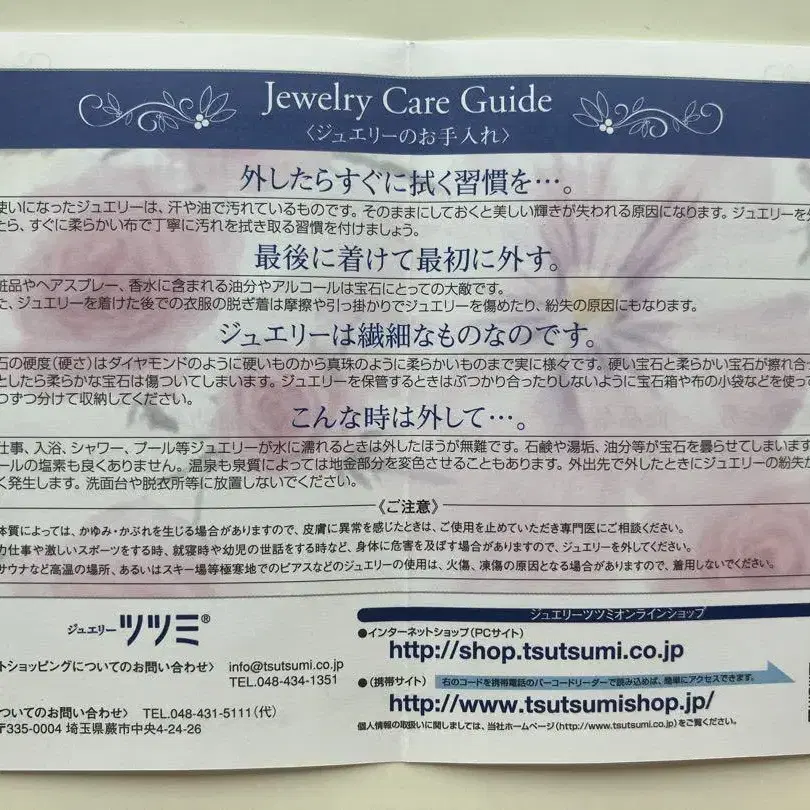 Jewelry Care Guide
〈ジュエリーのお手入れ〉
外したらすぐに拭く習慣を…。
使いになったジュエリーは、汗や油で汚れているものです。そのままにしておくと美しい輝きが失われる原因になります。ジュエリーを外
たら、すぐに柔らかい布で丁寧に汚れを拭き取る習慣を付けましょう。
最後に着けて最初に外す。
粧品やヘアスプレー、香水に含まれる油分やアルコールは宝石にとっての大敵です。
た、ジュエリーを着けた後での衣服の脱ぎ着は摩擦や引っ掛かりでジュエリーを傷めたり、紛失の原因にもなります。
ジュエリーは繊細なものなのです。
石の硬度(硬さ)はダイヤモンドのように硬いものから真珠のように柔らかいものまで実に様々です。硬い宝石と柔らかい宝石が擦れ合っ
としたら柔らかな宝石は傷ついてしまいます。ジュエリーを保管するときはぶつかり合ったりしないように宝石箱や布の小袋などを使って
つずつ分けて収納してください。
こんな時は外して…。
仕事、入浴、シャワー、プール等ジュエリーが水に濡れるときは外したほうが無難です。石鹸や湯垢、油分等が宝石を曇らせてしまいます
ールの塩素も良くありません。温泉も泉質によっては地金部分を変色させることもあります。外出先で外したときにジュエリーの紛失が
く発生します。洗面台や脱衣所等に放置しないでください。
《ご注意》
体質によっては、かゆみ・かぶれを生じる場合がありますので、皮膚に異常を感じたときは、ご使用を止めていただき専門医にご相談ください。
力仕事や激しいスポーツをする時、就寝時や幼児の世話をする時など、身体に危害を及ぼす場合がありますので、ジュエリーを外してください。
サウナなど高温の場所、あるいはスキー場等極寒地でのピアスなどのジュエリーの使用は、火傷、凍傷の原因となる場合がありますので、着用しないでください。
ジュエリーツツミ®
トショッピングについてのお問い合わせ〉 info@tsutsumi.co.jp
TEL.048-434-1351
ついてのお問い合わせ〉 TEL.048-431-5111(代)
〒335-0004 埼玉県蕨市中央4-24-26
ジュエリーツツミオンラインショップ
●インターネットショップ(PCサイト)
http://shop.tsutsumi.co.jp
●(携帯サイト) 右のコードを携帯電話のバーコードリーダーで読み込めば、簡単にアクセスできます。
http://www.tsutsumishop.jp/
個人情報の取扱いに関しましては、当社ホームページ(http://www.tsutsumi.co.jp)をご覧ください。